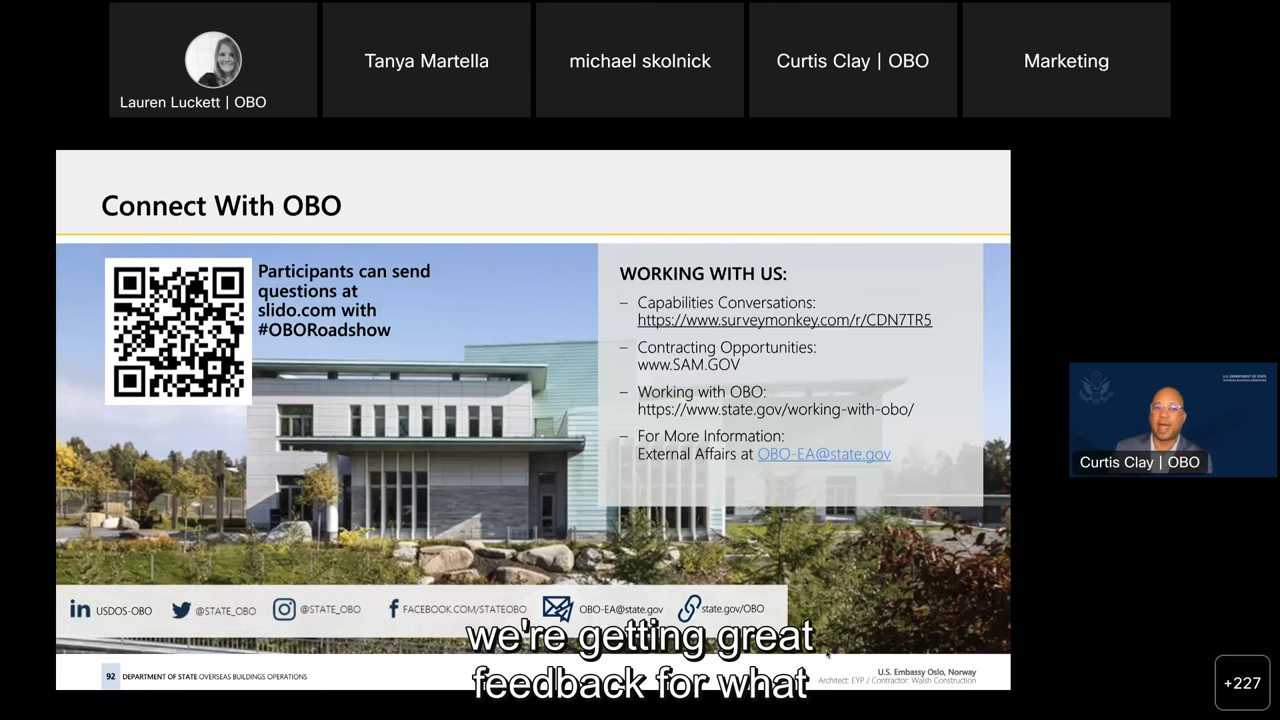 Lauren Luckett | OBO
Tanya Martella
michael skolnick
Curtis Clay | OBO
Marketing
Connect With OBO
Participants can send
questions at
slido.com with
#OBORoadshow
WORKING WITH US:
– Capabilities Conversations:
https://www.surveymonkey.com/r/CDN7TR5
– Contracting Opportunities:
www.SAM.GOV
– Working with OBO:
https://www.state.gov/working-with-obo/
– For More Information:
External Affairs at OBO-EA@state.gov
U.S. DEPARTMENT OF STATE
Curtis Clay | OBO
in USDOS-OBO
@STATE_OBO
@STATE_OBO
FACEBOOK.COM/STATEOBO
OBO-EA@state.gov
state.gov/OBO
we're getting great
feedback for what
92 DEPARTMENT OF STATE OVERSEAS BUILDINGS OPERATIONS
U.S. Embassy Oslo, Norway
Architect: EYP / Contractor: Walsh Construction
+227